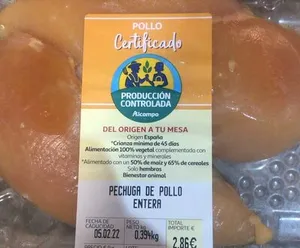 POLLO
Certificado
PRODUCCIÓN
CONTROLADA
Alcampo
DEL ORIGEN A TU MESA
Origen España
*Crianza mínima de 45 días
Alimentación 100% vegetal, complementada con
vitaminas y minerales
*Alimentado con un 50% de maíz y 65% de cereales
Solo hembras
Bienestar animal
PECHUGA DE POLLO
ENTERA
FECHA DE
CADUCIDAD
05.02.22
PESO
NETO kg
0,394kg
TOTAL
IMPORTE €
2,86€